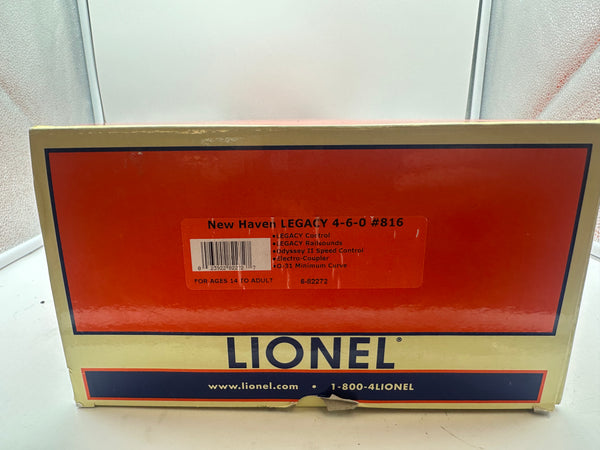 New Haven LEGACY 4-6-0 #816
•LEGACY Control
•LEGACY Railsounds
•Odyssey II Speed Control
•Electro-Coupler
•O-31 Minimum Curve
FOR AGES 14 TO ADULT 6-82272
LIONEL®
www.lionel.com • 1-800-4LIONEL